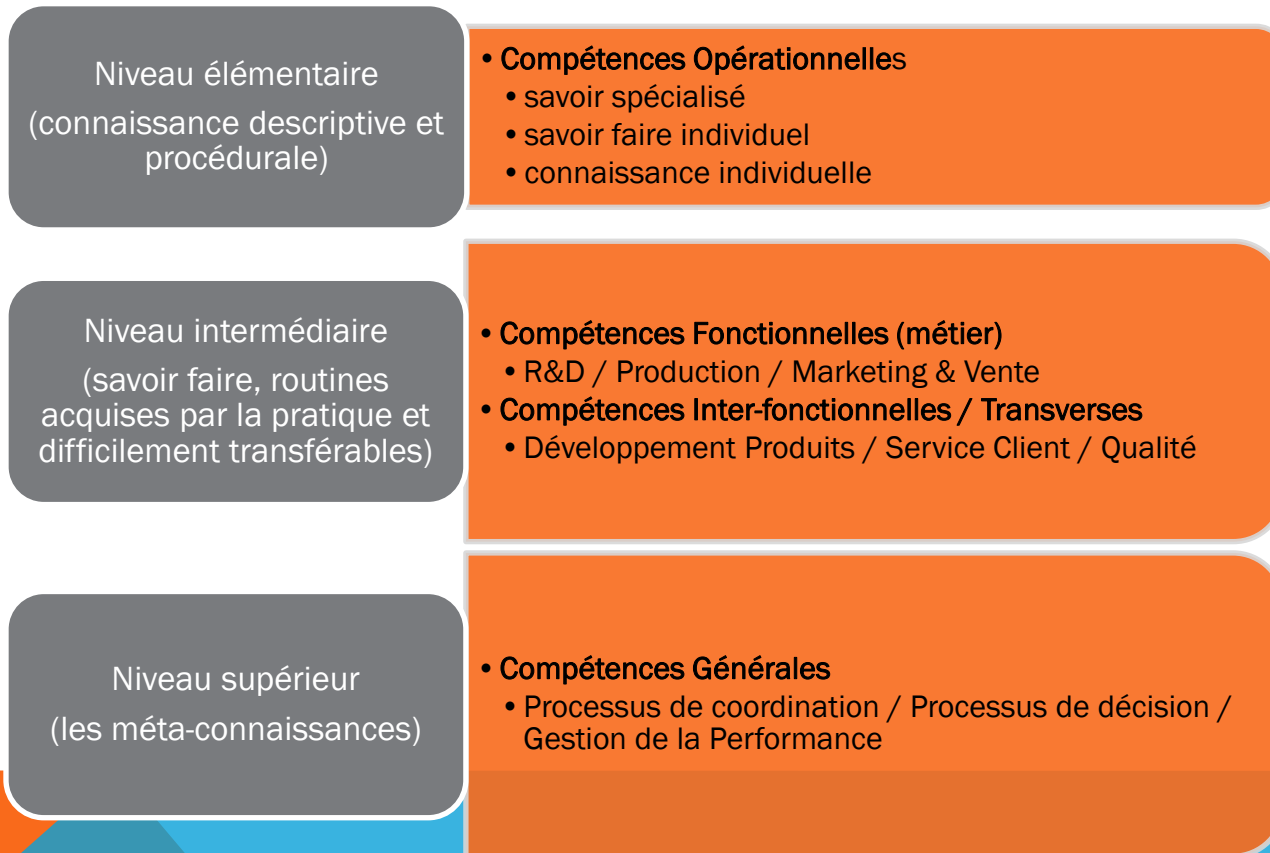 Niveau élémentaire
(connaissance descriptive et
procédurale)
• Compétences Opérationnelles
• savoir spécialisé
• savoir faire individuel
• connaissance individuelle
Niveau intermédiaire
(savoir faire, routines
acquises par la pratique et
difficilement transférables)
• Compétences Fonctionnelles (métier)
• R&D / Production / Marketing & Vente
• Compétences Inter-fonctionnelles / Transverses
• Développement Produits / Service Client / Qualité
Niveau supérieur
(les méta-connaissances)
• Compétences Générales
• Processus de coordination / Processus de décision /
Gestion de la Performance